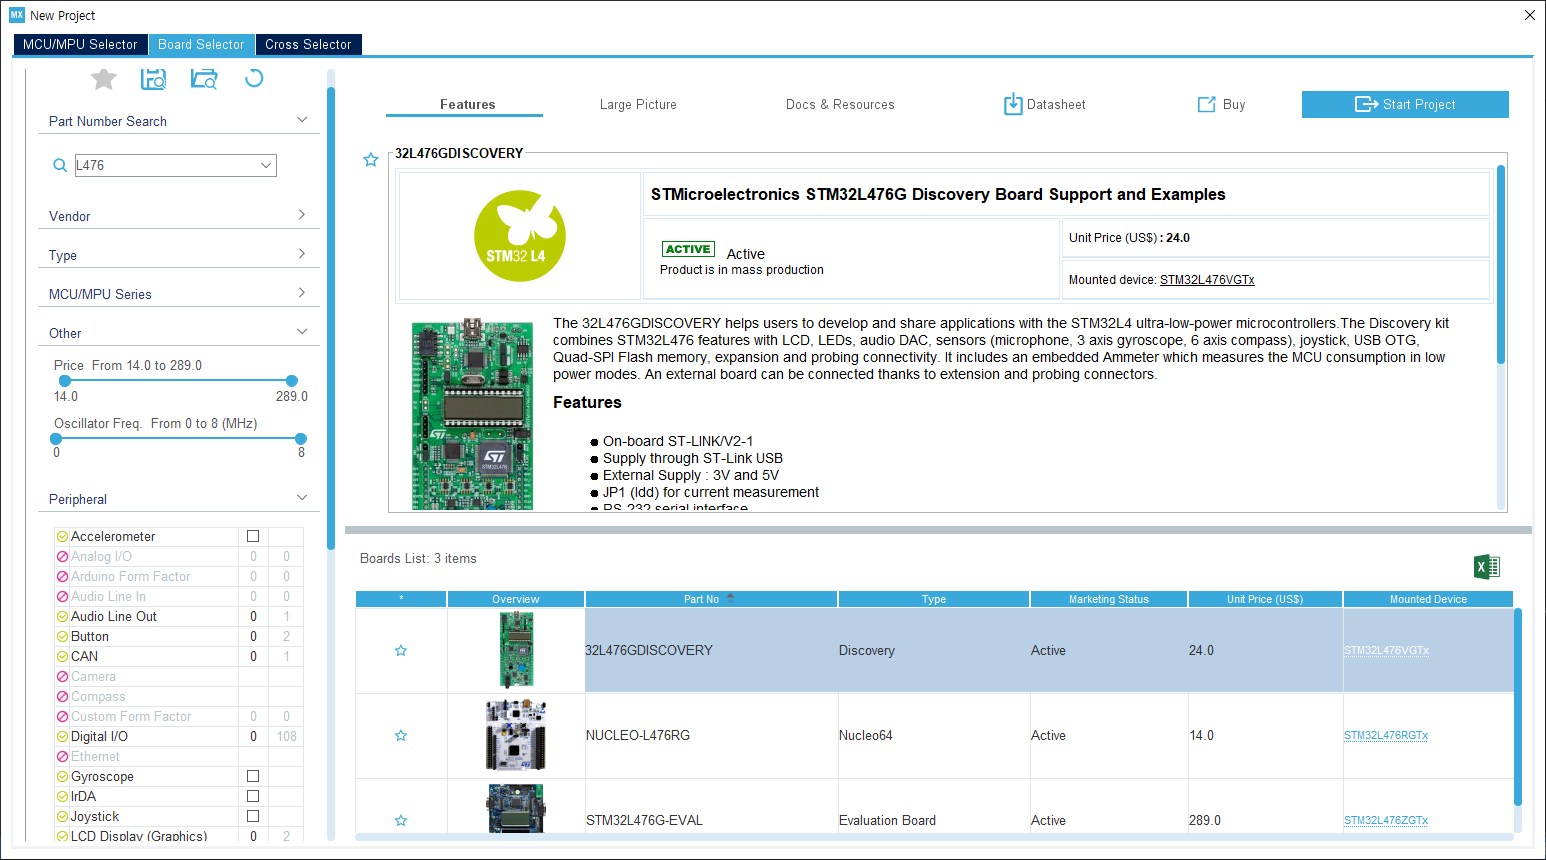 MX New Project
MCU/MPU Selector Board Selector Cross Selector
Part Number Search
L476
Vendor
Type
MCU/MPU Series
Other
Price From 14.0 to 289.0
14.0 289.0
Oscillator Freq. From 0 to 8 (MHz)
0 8
Peripheral
Accelerometer
Analog I/O 0 0
Arduino Form Factor 0 0
Audio Line In 0 0
Audio Line Out 0 1
Button 0 2
CAN 0 1
Camera
Compass
Custom Form Factor 0 0
Digital I/O 0 108
Ethernet
Gyroscope
IrDA
Joystick
LCD Display (Graphics) 0 2
Features Large Picture Docs & Resources Datasheet Buy Start Project
32L476GDISCOVERY
STM32 L4
STMicroelectronics STM32L476G Discovery Board Support and Examples
ACTIVE Active
Product is in mass production
Unit Price (US$) : 24.0
Mounted device: STM32L476VGTx
The 32L476GDISCOVERY helps users to develop and share applications with the STM32L4 ultra-low-power microcontrollers.The Discovery kit
combines STM32L476 features with LCD, LEDs, audio DAC, sensors (microphone, 3 axis gyroscope, 6 axis compass), joystick, USB OTG,
Quad-SPI Flash memory, expansion and probing connectivity. It includes an embedded Ammeter which measures the MCU consumption in low
power modes. An external board can be connected thanks to extension and probing connectors.
Features
● On-board ST-LINK/V2-1
● Supply through ST-Link USB
● External Supply : 3V and 5V
● JP1 (Idd) for current measurement
● RS-232 serial interface
Boards List: 3 items
X
* Overview Part No Type Marketing Status Unit Price (US$) Mounted Device
32L476GDISCOVERY Discovery Active 24.0 STM32L476VGTx
NUCLEO-L476RG Nucleo64 Active 14.0 STM32L476RGTx
STM32L476G-EVAL Evaluation Board Active 289.0 STM32L476ZGTx